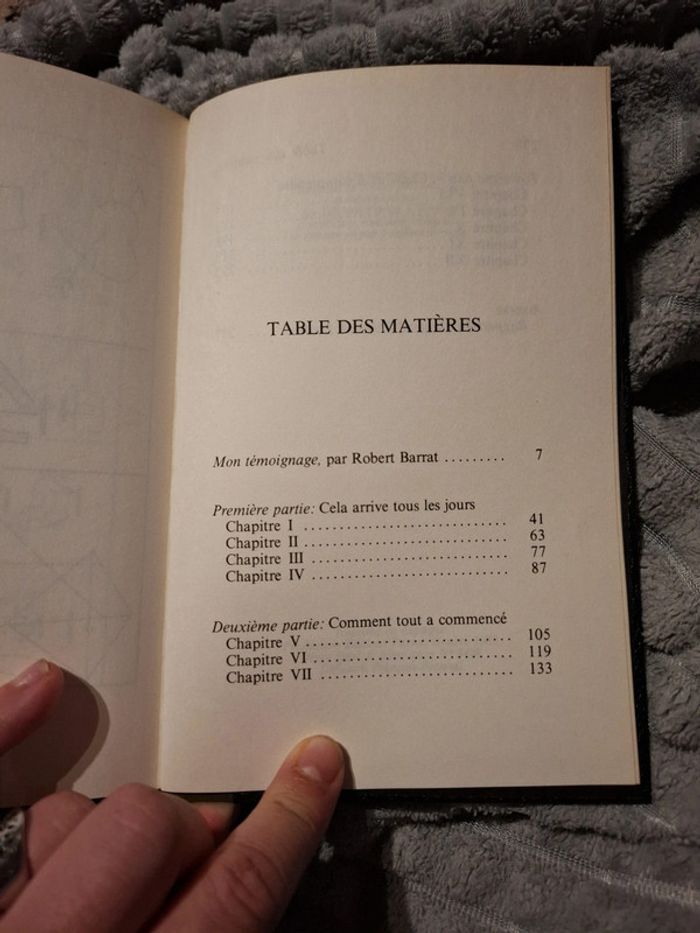 TABLE DES MATIÈRES
Mon témoignage, par Robert Barrat ......... 7
Première partie: Cela arrive tous les jours
Chapitre I ............................ 41
Chapitre II ............................ 63
Chapitre III ........................... 77
Chapitre IV ........................... 87
Deuxième partie: Comment tout a commencé
Chapitre V ............................ 105
Chapitre VI ........................... 119
Chapitre VII .......................... 133